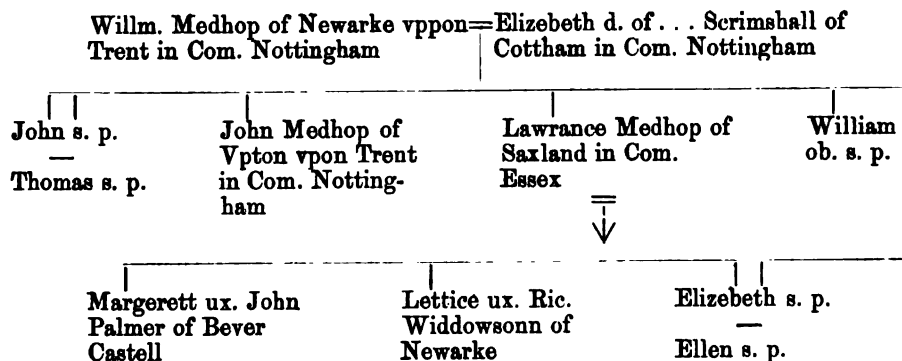 Willm. Medhop of Newarke vppon=Elizebeth d. of . . . Scrimshall of
Trent in Com. Nottingham
Cottham in Com. Nottingham
John s. p.
Thomas s. p.
John Medhop of
Vpton vpon Trent
in Com. Notting-
ham
Lawrance Medhop of
Saxland in Com.
Essex
=
William
ob. s. p.
Margerett ux. John
Palmer of Bever
Castell
Lettice ux. Ric.
Widdowsonn of
Newarke
Elizebeth s. p.
Ellen s. p.